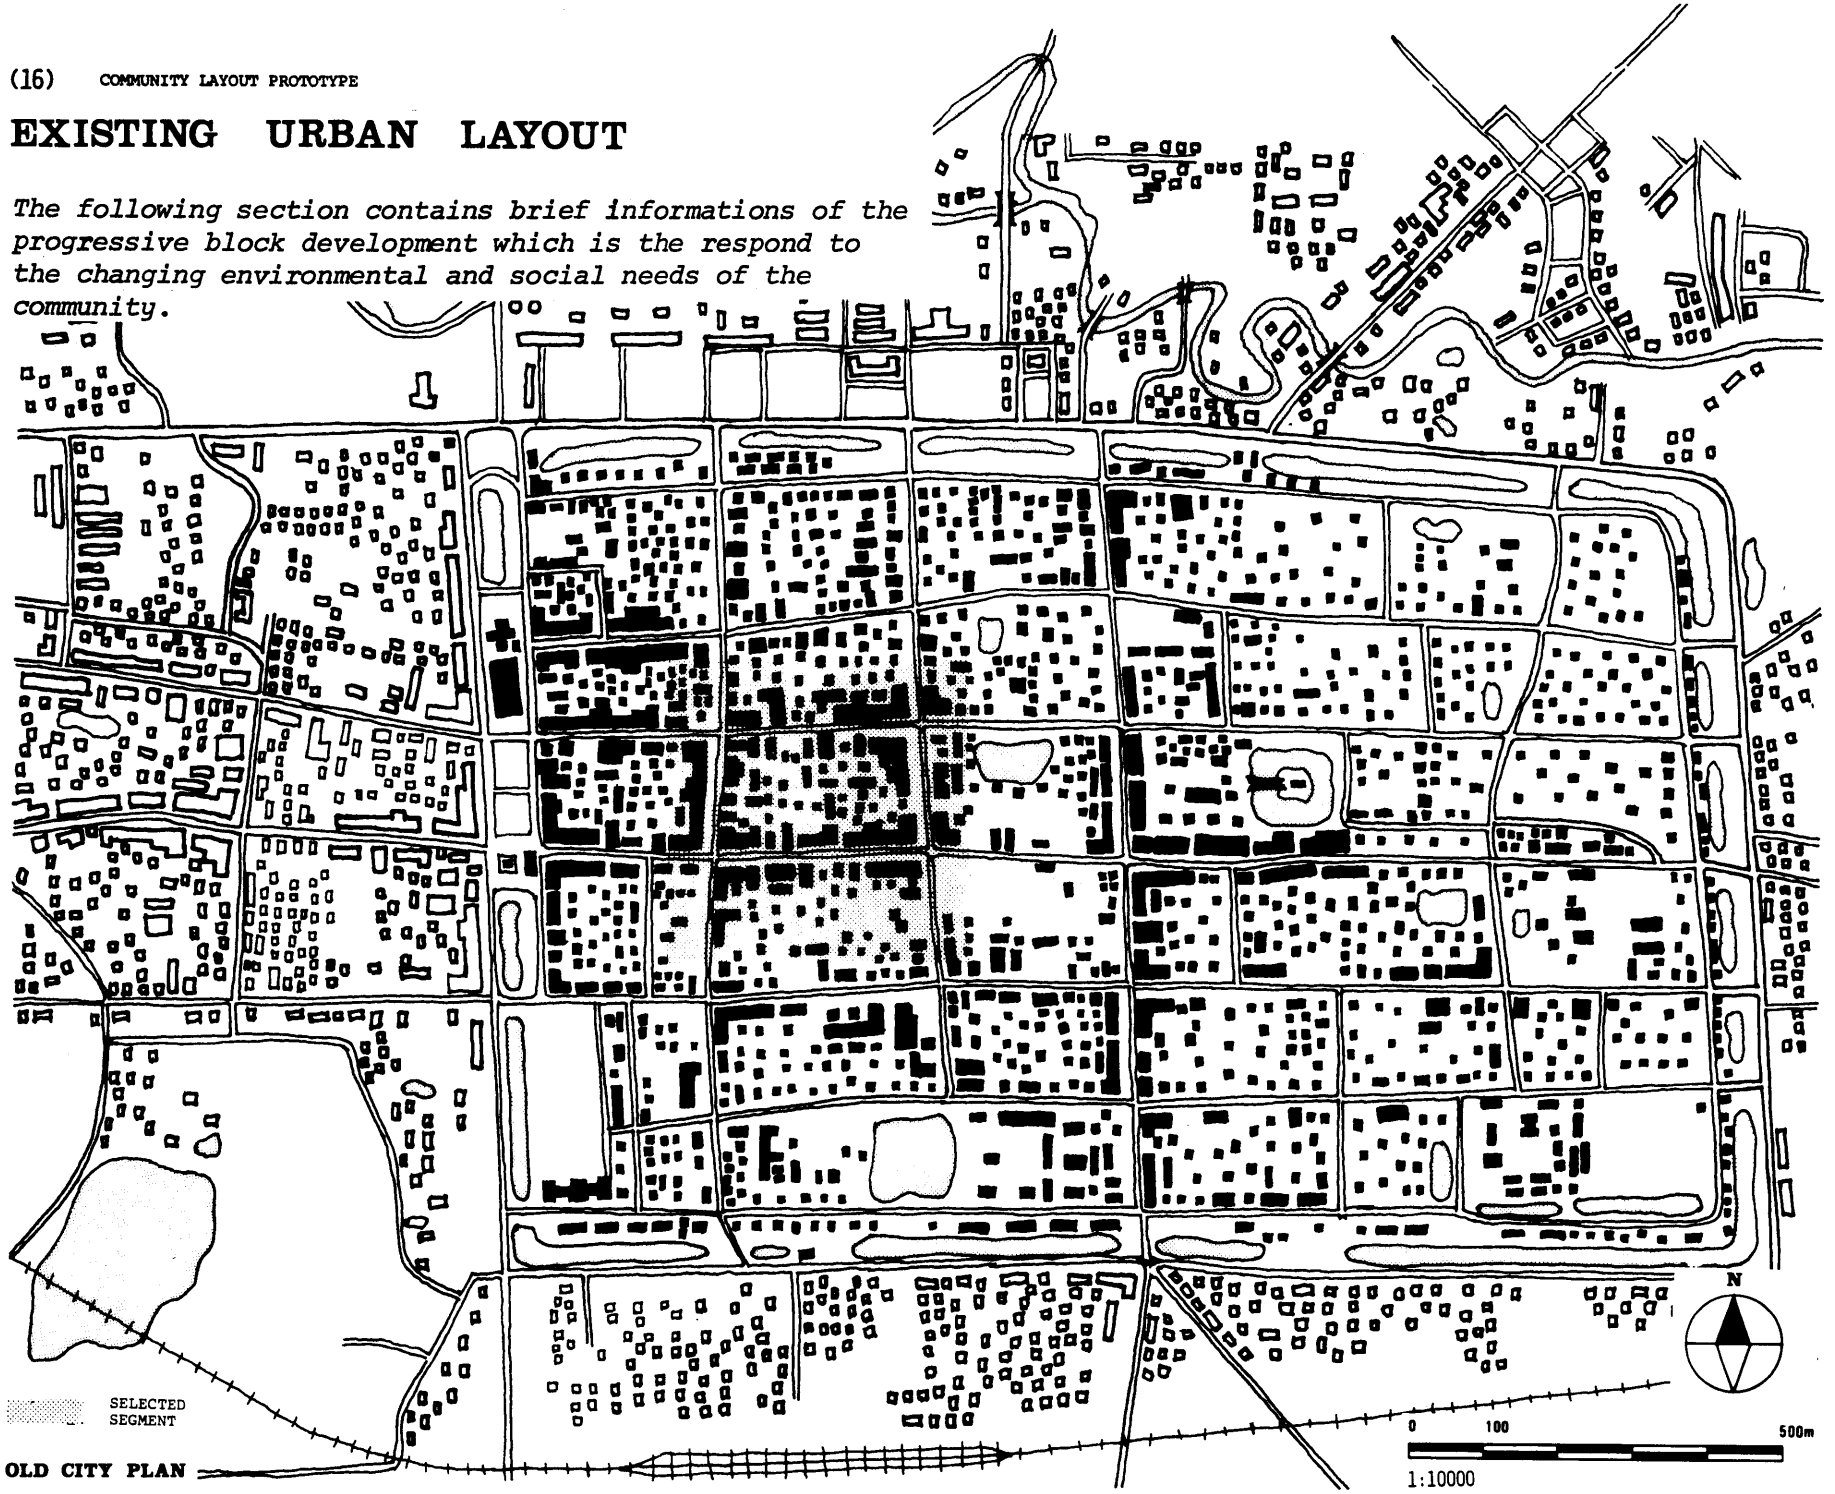 (16) COMMUNITY LAYOUT PROTOTYPE
EXISTING URBAN LAYOUT
The following section contains brief informations of the
progressive block development which is the respond to
the changing environmental and social needs of the
community.
N
SELECTED
SEGMENT
0 100 500m
OLD CITY PLAN
1:10000